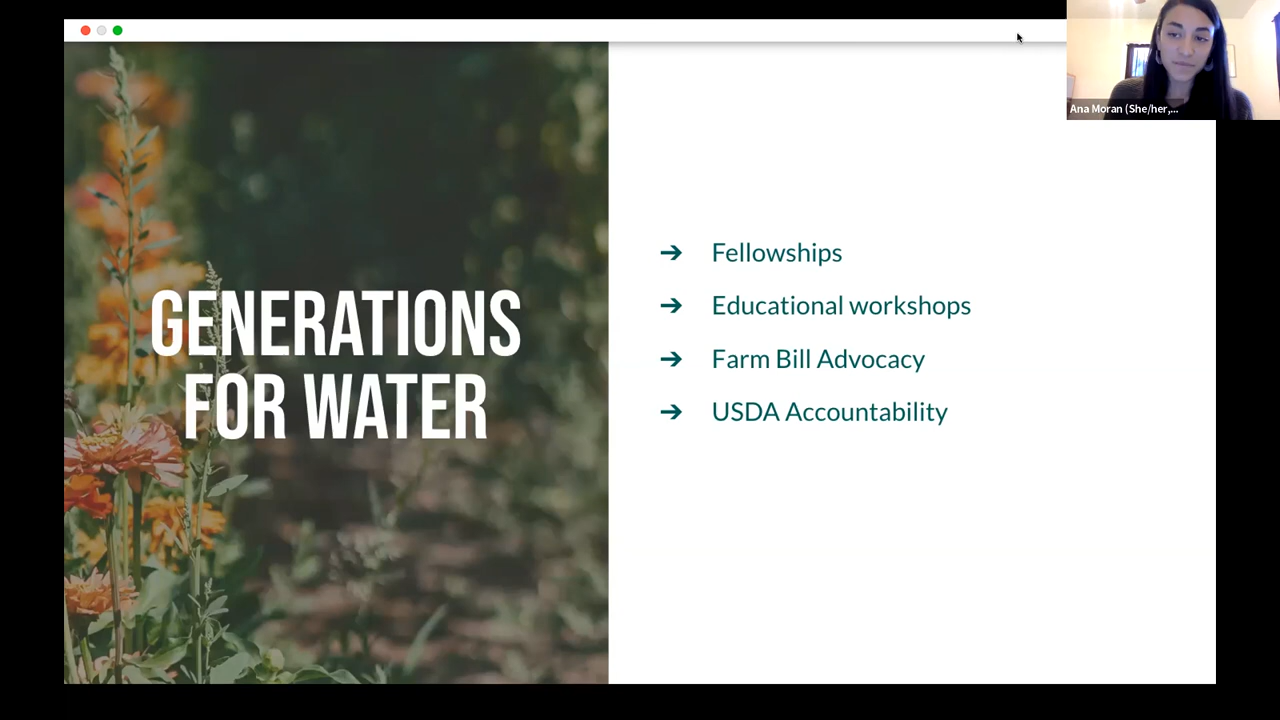 GENERATIONS
FOR WATER
➔ Fellowships
➔ Educational workshops
➔ Farm Bill Advocacy
➔ USDA Accountability
Ana Moran (She/her,...